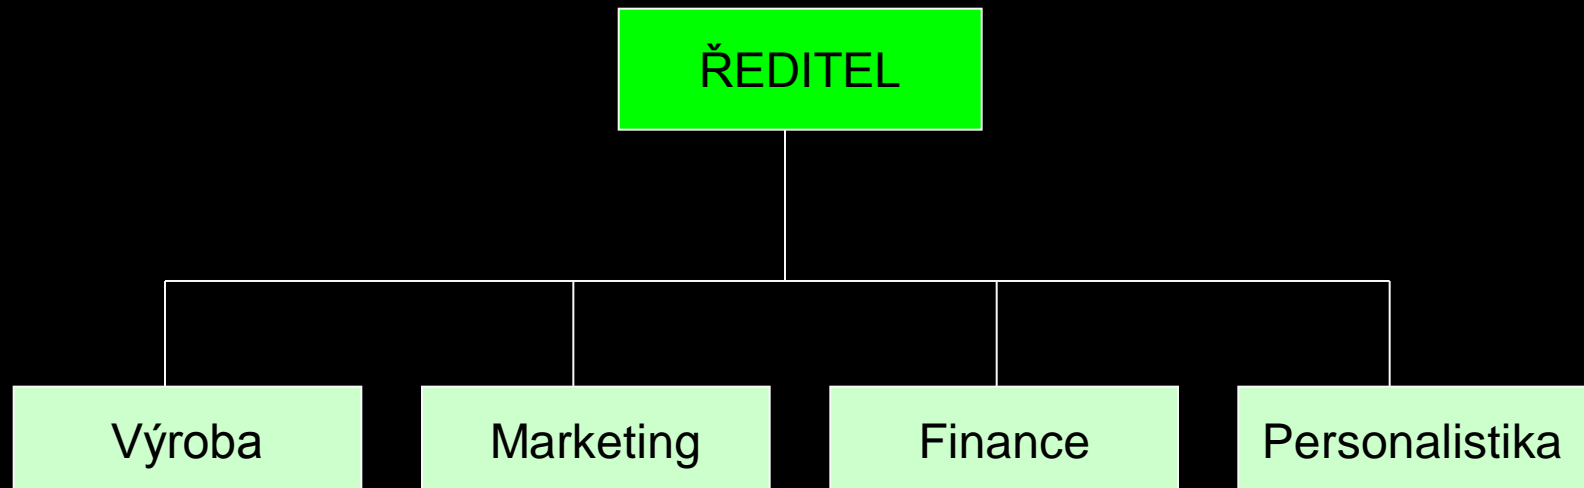 ŘEDITEL
Výroba
Marketing
Finance
Personalistika